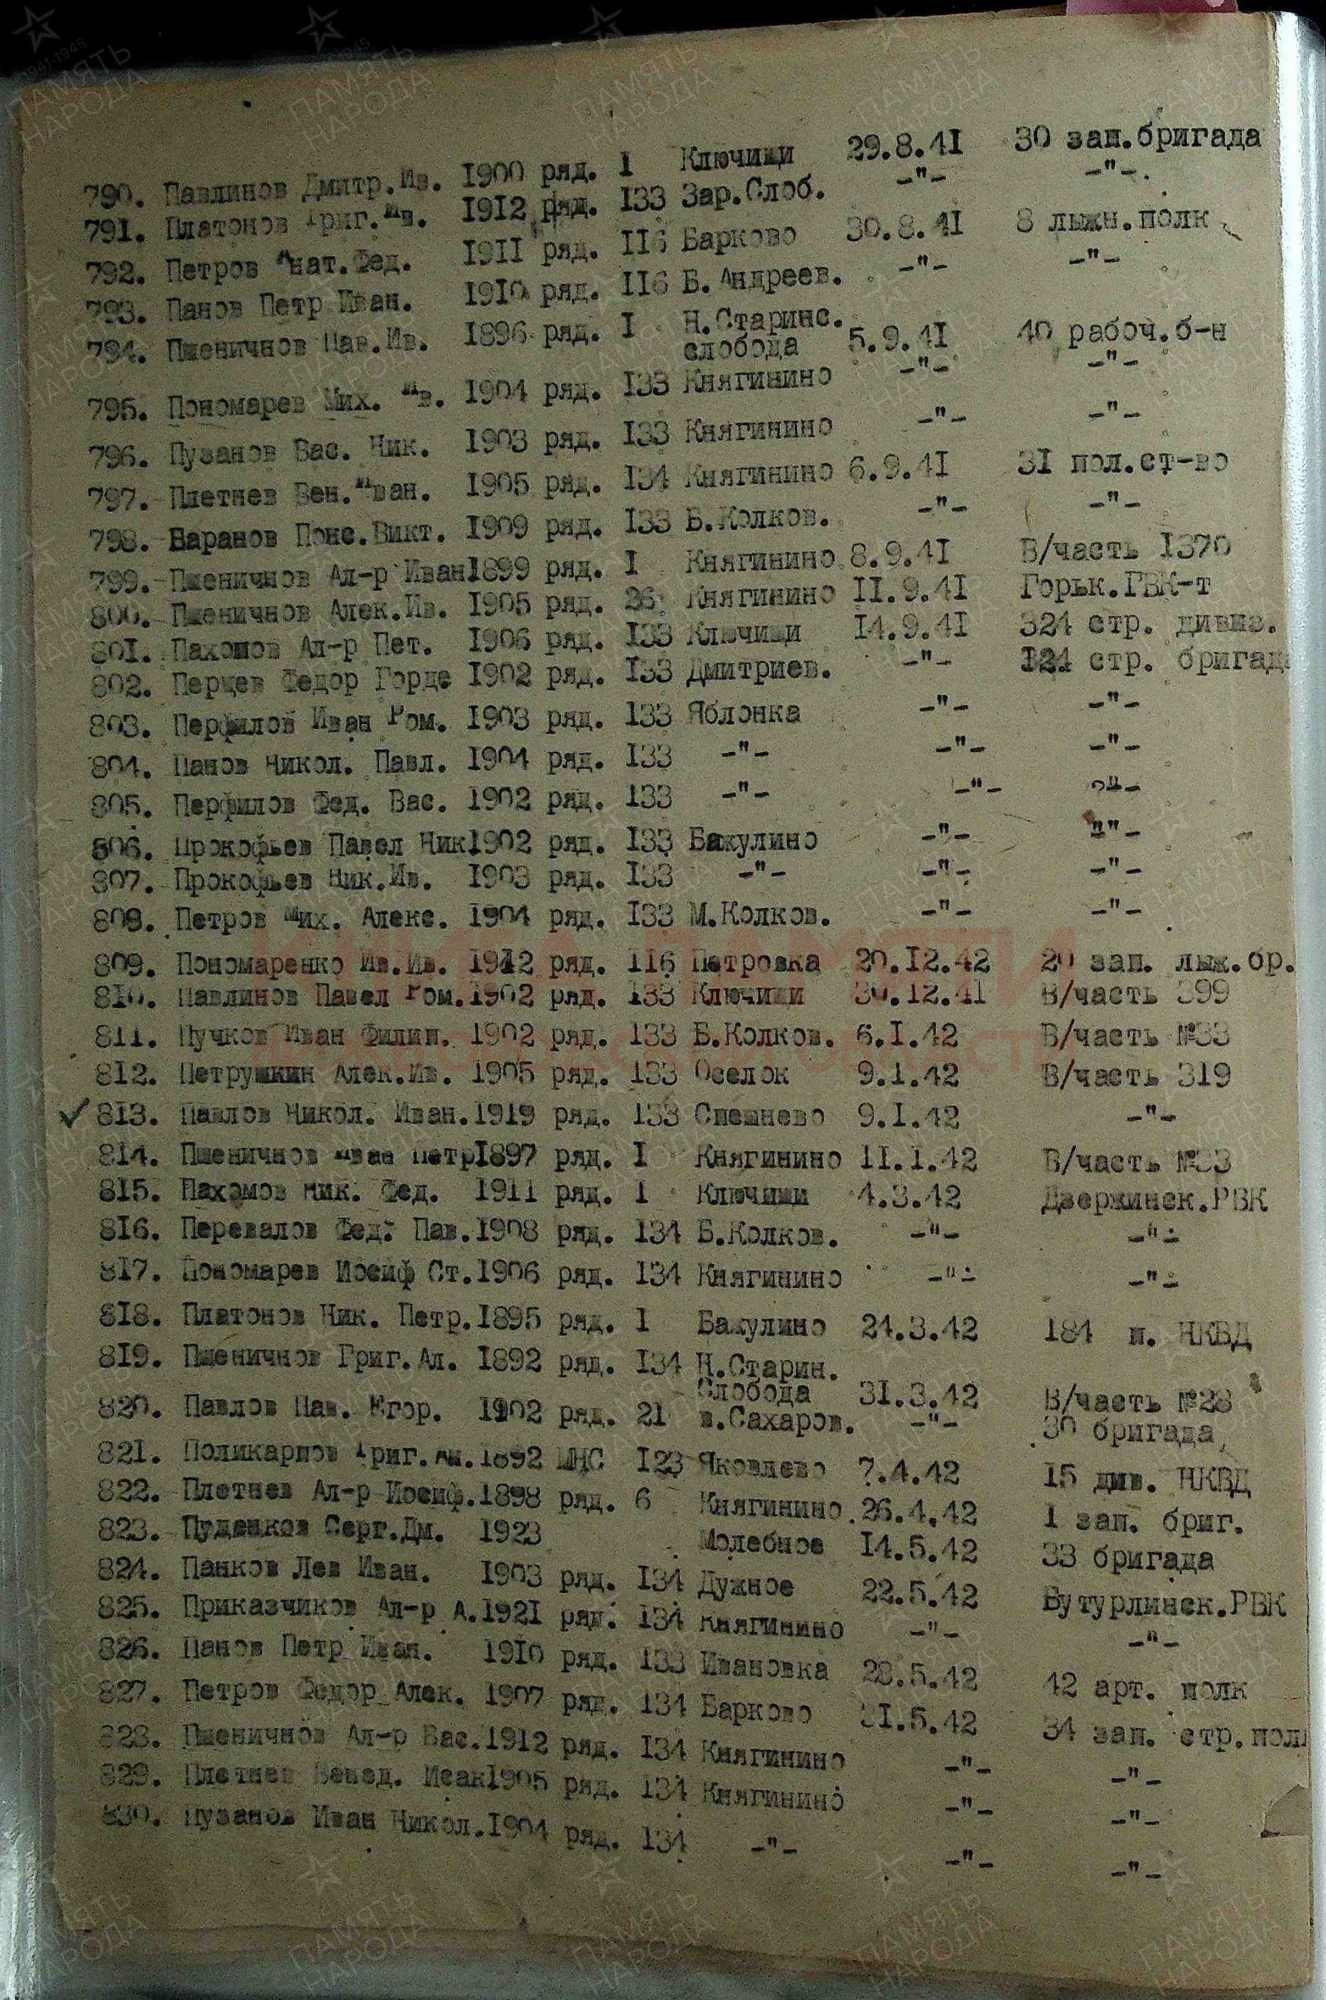 790. Павлинов Дмитр.Ив. 1900 ряд. 1 Ключищи 29.8.41 30 зап.бригада
791. Платонов Григ.Ив. 1912 ряд. 133 Зар.Слоб. -"- -"-
792. Петров Анат.Фед. 1911 ряд. 116 Барково 30.8.41 8 лыжн.полк
793. Панов Петр Иван. 1910 ряд. 116 Б.Андреев. -"- -"-
794. Пшеничнов Пав.Ив. 1896 ряд. 1 Н.Старинс.
слобода 5.9.41 40 рабоч.б-н
795. Пономарев Мих. Ив. 1904 ряд. 133 Княгинино -"- -"-
796. Пузанов Вас. Ник. 1903 ряд. 133 Княгинино -"- -"-
797. Плетнев Вен.Иван. 1905 ряд. 134 Княгинино 6.9.41 31 пол.ст-во
798. Варанов Понс.Викт. 1909 ряд. 133 Б.Колков. -"- -"-
799. Пшеничнов Ал-р Иван1899 ряд. 1 Княгинино 8.9.41 В/часть 1370
800. Пшеничнов Алек.Ив. 1905 ряд. 26 Княгинино 11.9.41 Горьк.ГВК-т
801. Пахомов Ал-р Пет. 1906 ряд. 133 Ключищи 14.9.41 324 стр. дивиз.
802. Перцев Федор Горде 1902 ряд. 133 Дмитриев. -"- 124 стр. бригада
803. Перфилов Иван Ром. 1903 ряд. 133 Яблонка -"- -"-
804. Панов Никол. Павл. 1904 ряд. 133 -"- -"- -"-
805. Перфилов Фед. Вас. 1902 ряд. 133 -"- -"- -"-
806. Прокофьев Павел Ник1902 ряд. 133 Бакулино -"- -"-
807. Прокофьев Ник.Ив. 1903 ряд. 133 -"- -"- -"-
808. Петров Мих. Алекс. 1904 ряд. 133 М.Колков. -"- -"-
809. Пономаренко Ив.Ив. 1912 ряд. 116 Петровка 20.12.42 20 зап. лыж.бр.
810. Павлинов Павел Ром.1902 ряд. 133 Ключищи 30.12.41 В/часть 399
811. Пучков Иван Филип. 1902 ряд. 133 Б.Колков. 6.1.42 В/часть №33
812. Петрушкин Алек.Ив. 1905 ряд. 133 Оселок 9.1.42 В/часть 319
✓ 813. Павлов Никол. Иван.1919 ряд. 133 Спешнево 9.1.42 -"-
814. Пшеничнов Иван Петр1897 ряд. 1 Княгинино 11.1.42 В/часть №33
815. Пахомов Ник. Фед. 1911 ряд. 1 Ключищи 4.3.42 Дзержинск.РВК
816. Перевалов Фед. Пав.1908 ряд. 134 Б.Колков. -"- -"-
817. Пономарев Иосиф Ст.1906 ряд. 134 Княгинино -"- -"-
818. Платонов Ник. Петр.1895 ряд. 1 Бакулино 24.3.42 184 п. НКВД
819. Пшеничнов Григ.Ал. 1892 ряд. 134 Н.Старин.
Слобода 31.3.42 В/часть №28
820. Павлов Пав. Егор. 1902 ряд. 21 в.Сахаров. -"- 30 бригада
821. Поликарпов Григ. 1892 МНС 123 Яковлево 7.4.42 15 див. НКВД
822. Плетнев Ал-р Иосиф.1898 ряд. 6 Княгинино 26.4.42 1 зап. бриг.
823. Пуденков Серг.Дм. 1923 Молебное 14.5.42 33 бригада
824. Панков Лев Иван. 1903 ряд. 134 Дужное 22.5.42 Бутурлинск.РВК
825. Приказчиков Ал-р А.1921 ряд. 134 Княгинино -"- -"-
826. Панов Петр Иван. 1910 ряд. 133 Ивановка 28.5.42 42 арт. полк
827. Петров Федор Алек. 1907 ряд. 134 Барково 31.5.42 34 зап. стр.полк
828. Пшеничнов Ал-р Вас.1912 ряд. 134 Княгинино -"- -"-
829. Плетнев Исак1905 ряд. 134 Княгинино -"- -"-
830. Пузанов Иван Никол.1904 ряд. 134 -"- -"- -"-